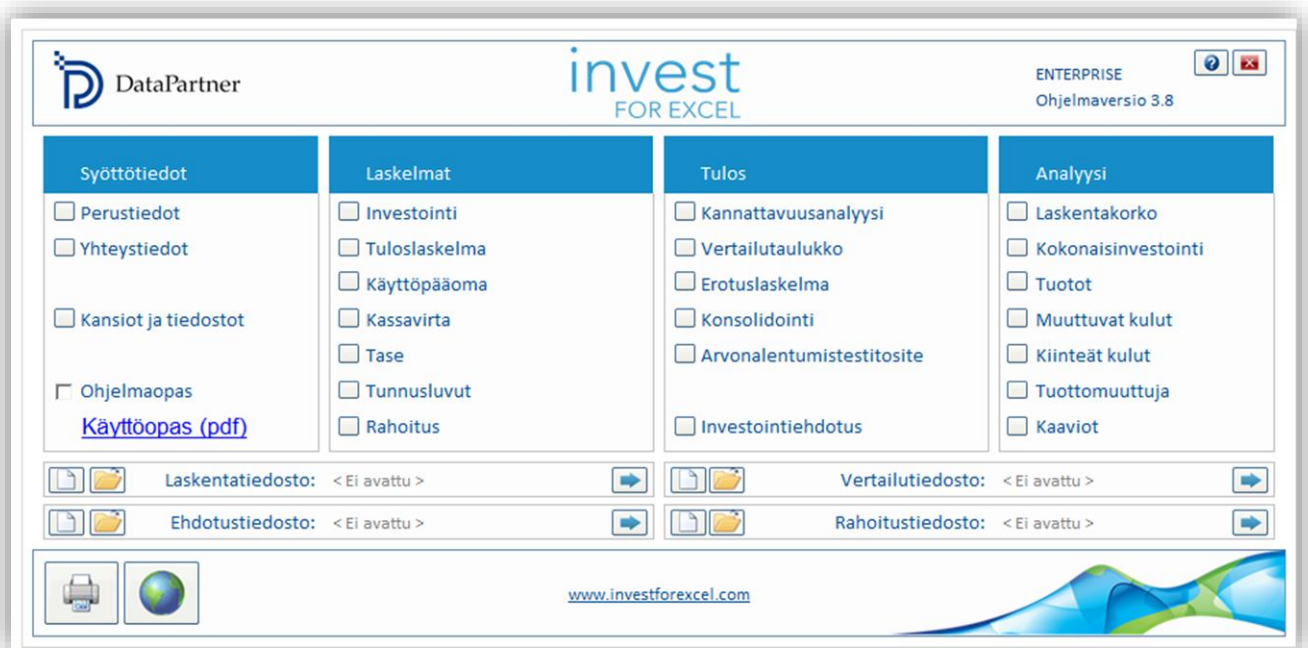 DataPartner
invest
FOR EXCEL
ENTERPRISE
Ohjelmaversio 3.8
Syöttötiedot
Perustiedot
Yhteystiedot
Kansiot ja tiedostot
Ohjelmaopas
Käyttöopas (pdf)
Laskelmat
Investointi
Tuloslaskelma
Käyttöpääoma
Kassavirta
Tase
Tunnusluvut
Rahoitus
Tulos
Kannattavuusanalyysi
Vertailutaulukko
Erotuslaskelma
Konsolidointi
Arvonalentumistestitosite
Investointiehdotus
Analyysi
Laskentakorko
Kokonaisinvestointi
Tuotot
Muuttuvat kulut
Kiinteät kulut
Tuottomuuttuja
Kaaviot
Laskentatiedosto: < Ei avattu >
Vertailutiedosto: < Ei avattu >
Ehdotustiedosto: < Ei avattu >
Rahoitustiedosto: < Ei avattu >
www.investforexcel.com